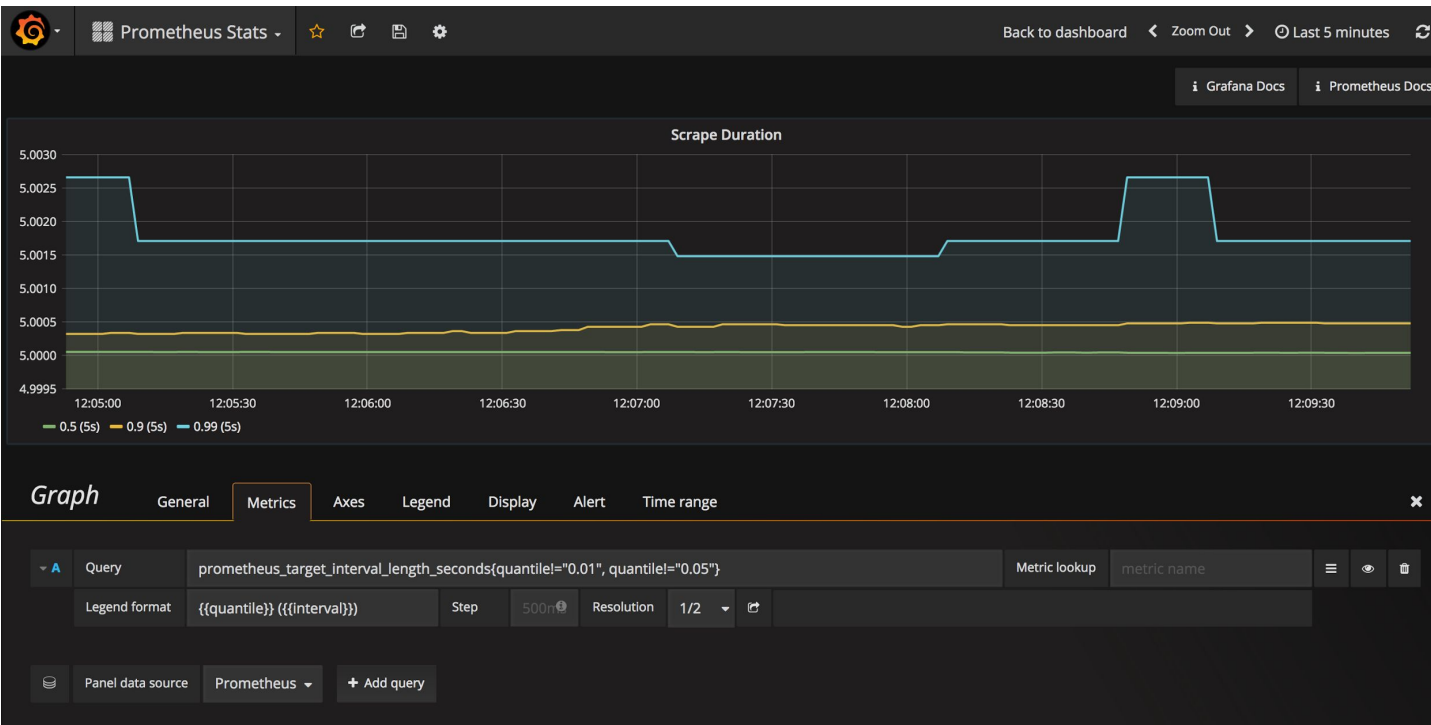 Prometheus Stats
Back to dashboard Zoom Out Last 5 minutes
Grafana Docs Prometheus Docs
Scrape Duration
5.0030
5.0025
5.0020
5.0015
5.0010
5.0005
5.0000
4.9995
12:05:00 12:05:30 12:06:00 12:06:30 12:07:00 12:07:30 12:08:00 12:08:30 12:09:00 12:09:30
0.5 (5s) 0.9 (5s) 0.99 (5s)
Graph General Metrics Axes Legend Display Alert Time range
A Query prometheus_target_interval_length_seconds{quantile!="0.01", quantile!="0.05"} Metric lookup metric name
Legend format {{quantile}} ({{interval}}) Step Resolution 1/2
Panel data source Prometheus + Add query